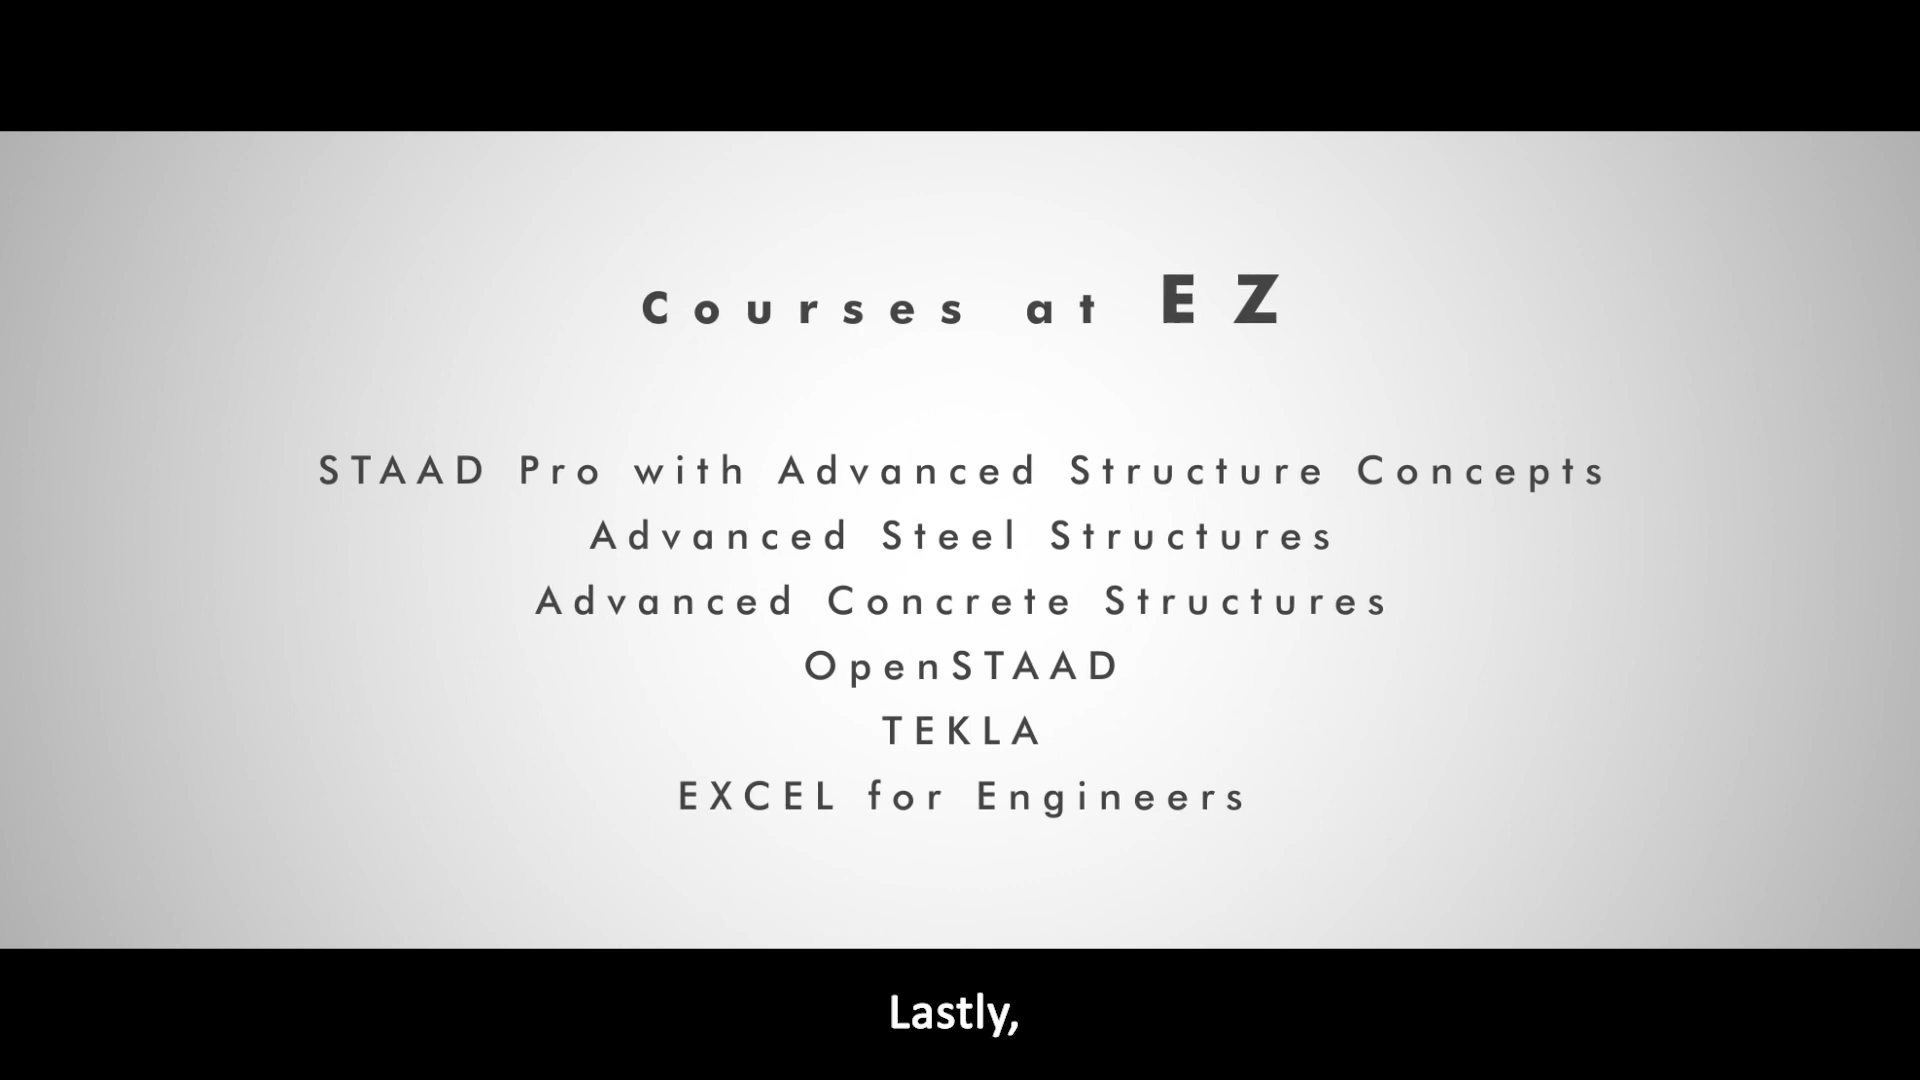 Courses at EZ
STAAD Pro with Advanced Structure Concepts
Advanced Steel Structures
Advanced Concrete Structures
OpenSTAAD
TEKLA
EXCEL for Engineers
Lastly,